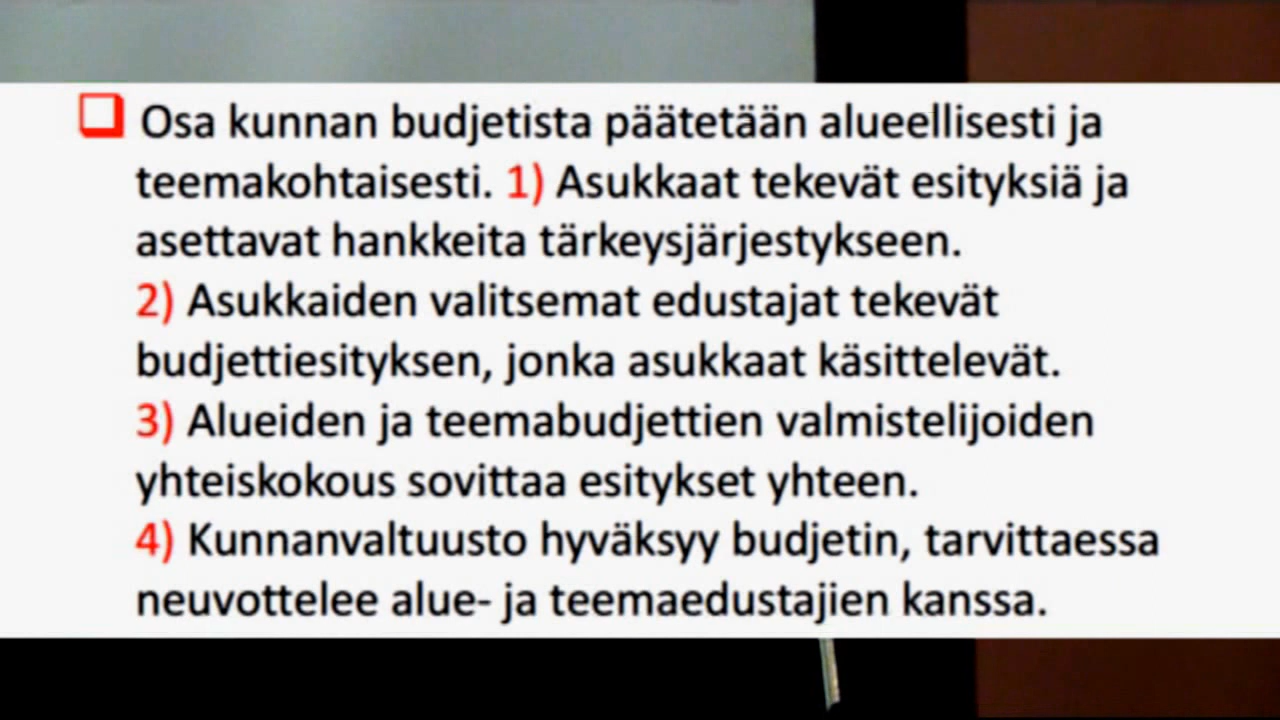 Osa kunnan budjetista päätetään alueellisesti ja
teemakohtaisesti. 1) Asukkaat tekevät esityksiä ja
asettavat hankkeita tärkeysjärjestykseen.
2) Asukkaiden valitsemat edustajat tekevät
budjettiesityksen, jonka asukkaat käsittelevät.
3) Alueiden ja teemabudjettien valmistelijoiden
yhteiskokous sovittaa esitykset yhteen.
4) Kunnanvaltuusto hyväksyy budjetin, tarvittaessa
neuvottelee alue- ja teemaedustajien kanssa.